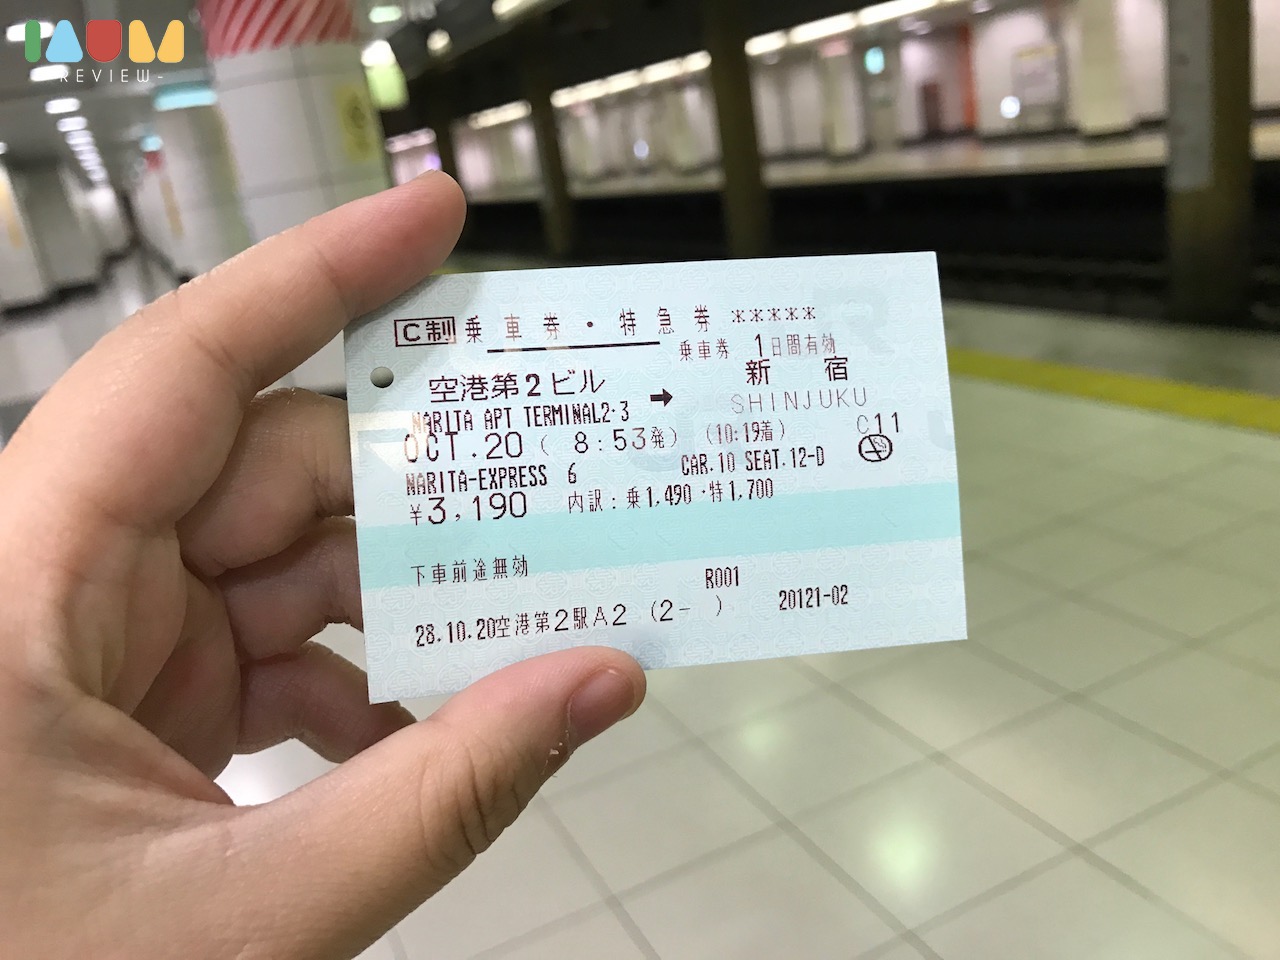 IAUM
-REVIEW-
C制 乗車券・特急券 *****
乗車券 1日間有効
空港第2ビル → 新宿
NARITA APT TERMINAL2・3 SHINJUKU
OCT.20 ( 8:53発) (10:19着) C11
NARITA-EXPRESS 6 CAR.10 SEAT.12-D
¥3,190 内訳:乗1,490・特1,700
下車前途無効
R001
28.10.20空港第2駅A2 (2- ) 20121-02